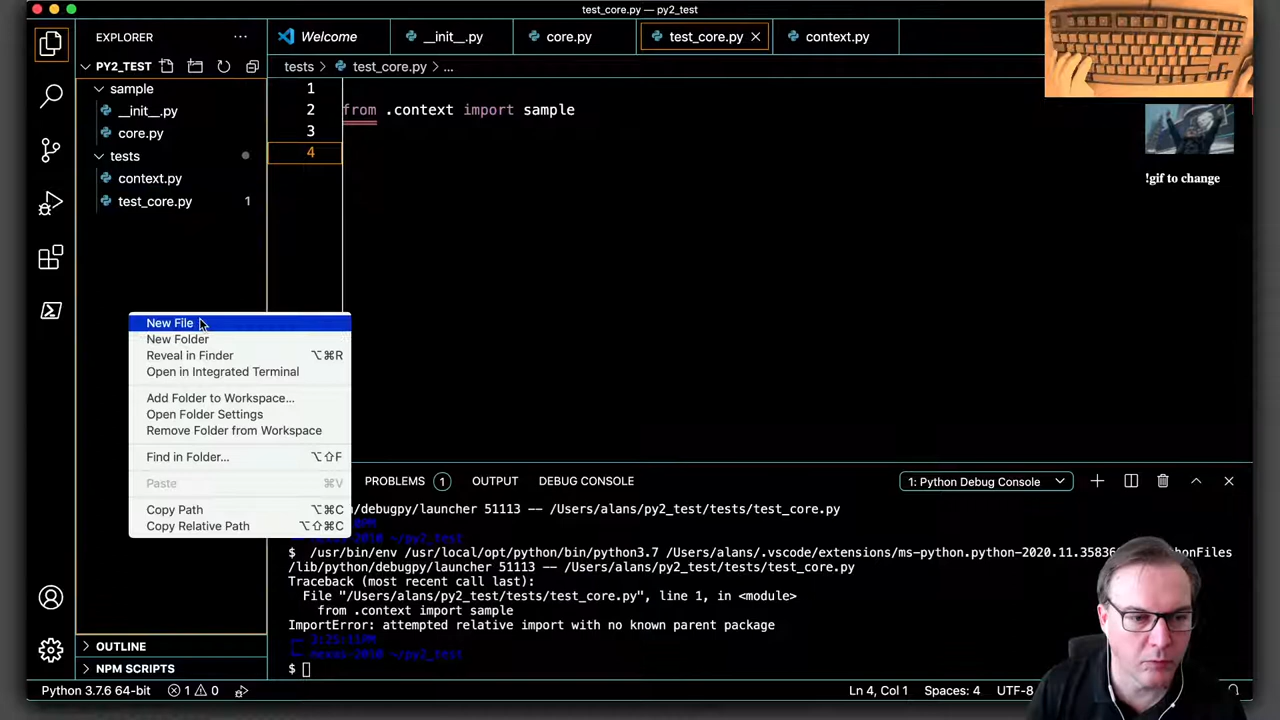 test_core.py — py2_test
EXPLORER
Welcome
__init__.py
core.py
test_core.py
context.py
PY2_TEST
tests > test_core.py > ...
sample
__init__.py
core.py
tests
context.py
test_core.py 1
1
2 from .context import sample
3
4
!gif to change
New File
New Folder
Reveal in Finder ⌥⌘R
Open in Integrated Terminal
Add Folder to Workspace...
Open Folder Settings
Remove Folder from Workspace
Find in Folder... ⌥⇧F
Paste ⌘V
Copy Path ⌥⌘C
Copy Relative Path ⌥⇧⌘C
PROBLEMS 1 OUTPUT DEBUG CONSOLE
1: Python Debug Console
on/debugpy/launcher 51113 -- /Users/alans/py2_test/tests/test_core.py
~/py2_test
$ /usr/bin/env /usr/local/opt/python/bin/python3.7 /Users/alans/.vscode/extensions/ms-python.python-2020.11.35836
/lib/python/debugpy/launcher 51113 -- /Users/alans/py2_test/tests/test_core.py
Traceback (most recent call last):
File "/Users/alans/py2_test/tests/test_core.py", line 1, in <module>
from .context import sample
ImportError: attempted relative import with no known parent package
~/py2_test
$
OUTLINE
NPM SCRIPTS
Python 3.7.6 64-bit 1 0 Ln 4, Col 1 Spaces: 4 UTF-8